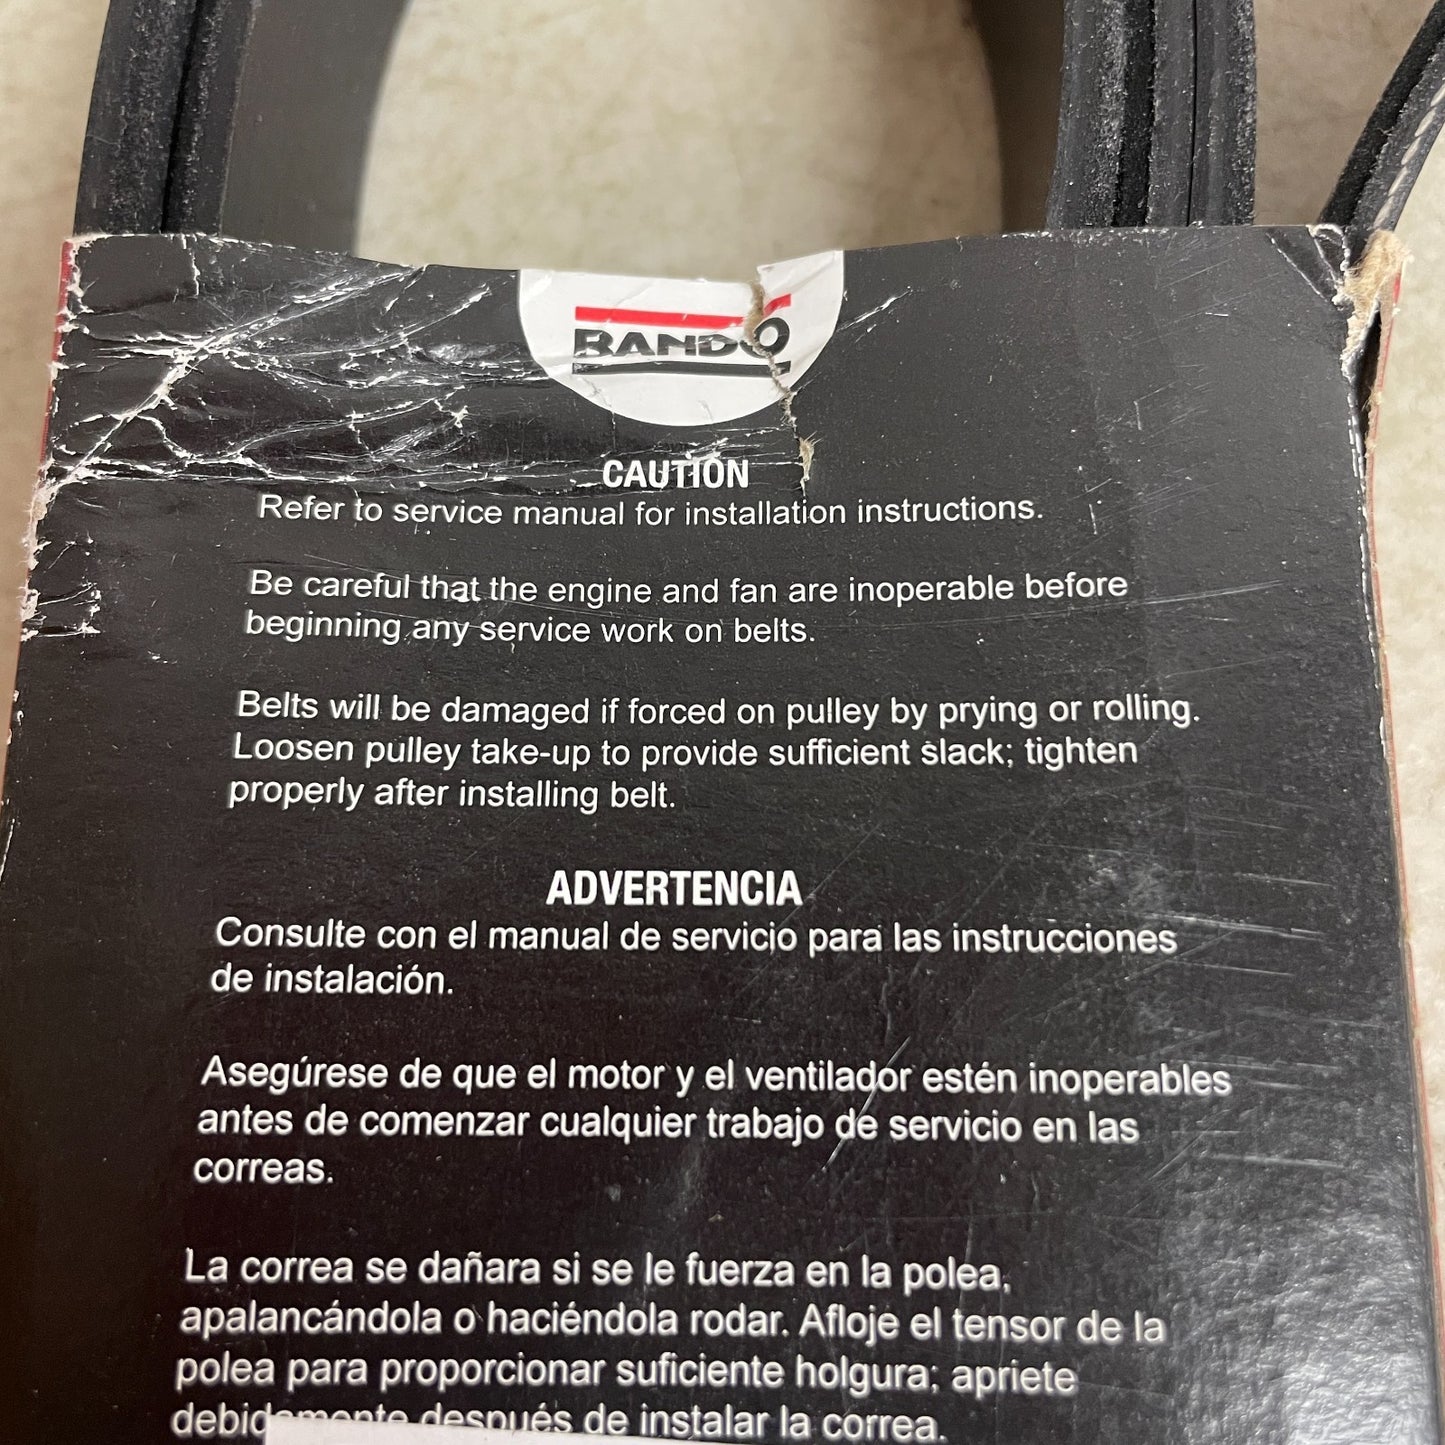 BANDO
CAUTION
Refer to service manual for installation instructions.
Be careful that the engine and fan are inoperable before
beginning any service work on belts.
Belts will be damaged if forced on pulley by prying or rolling.
Loosen pulley take-up to provide sufficient slack; tighten
properly after installing belt.
ADVERTENCIA
Consulte con el manual de servicio para las instrucciones
de instalación.
Asegúrese de que el motor y el ventilador estén inoperables
antes de comenzar cualquier trabajo de servicio en las
correas.
La correa se dañara si se le fuerza en la polea,
apalancándola o haciéndola rodar. Afloje el tensor de la
polea para proporcionar suficiente holgura; apriete
debidamente después de instalar la correa.